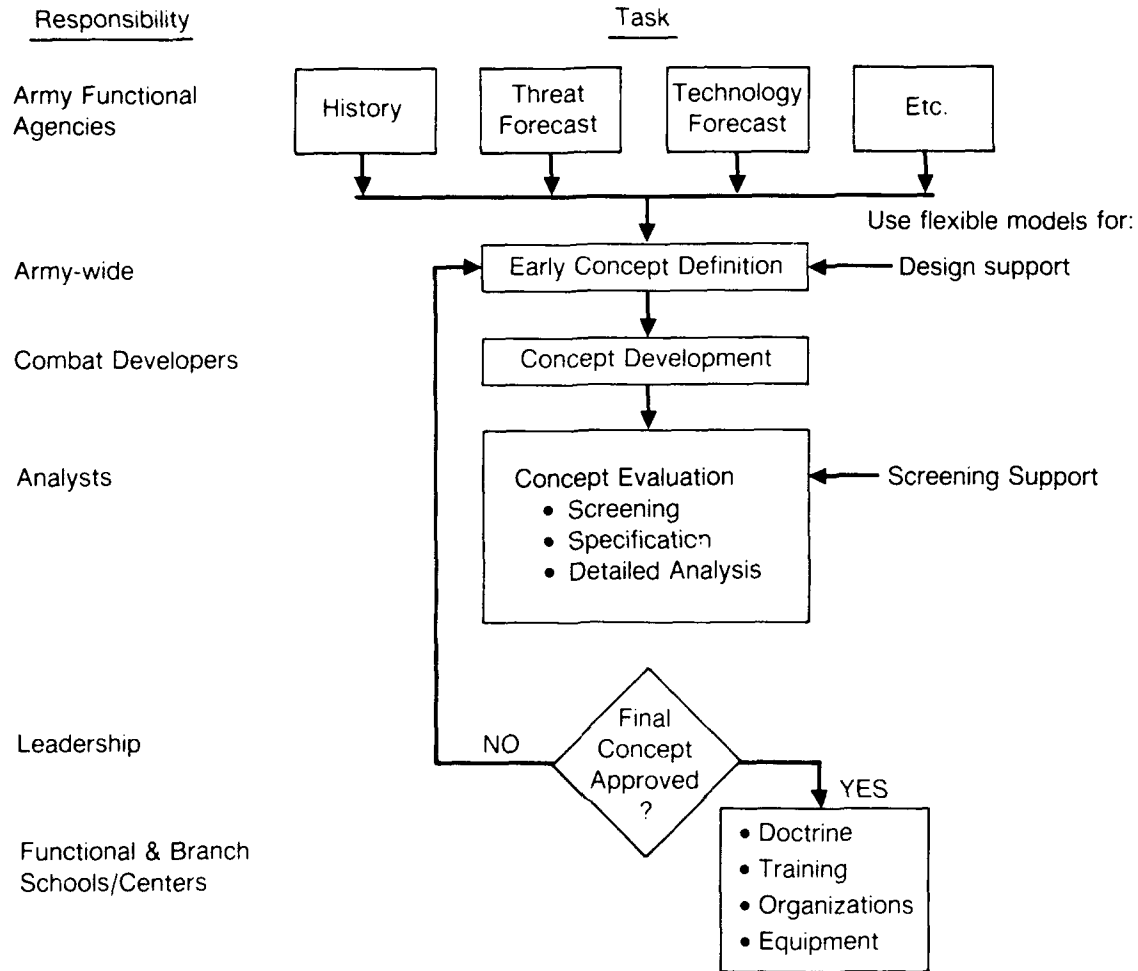 Responsibility
Task
Army Functional
Agencies
History
Threat
Forecast
Technology
Forecast
Etc.
Use flexible models for:
Army-wide
Early Concept Definition
Design support
Combat Developers
Concept Development
Analysts
Concept Evaluation
• Screening
• Specification
• Detailed Analysis
Screening Support
Leadership
NO
Final
Concept
Approved
?
YES
Functional & Branch
Schools/Centers
• Doctrine
• Training
• Organizations
• Equipment